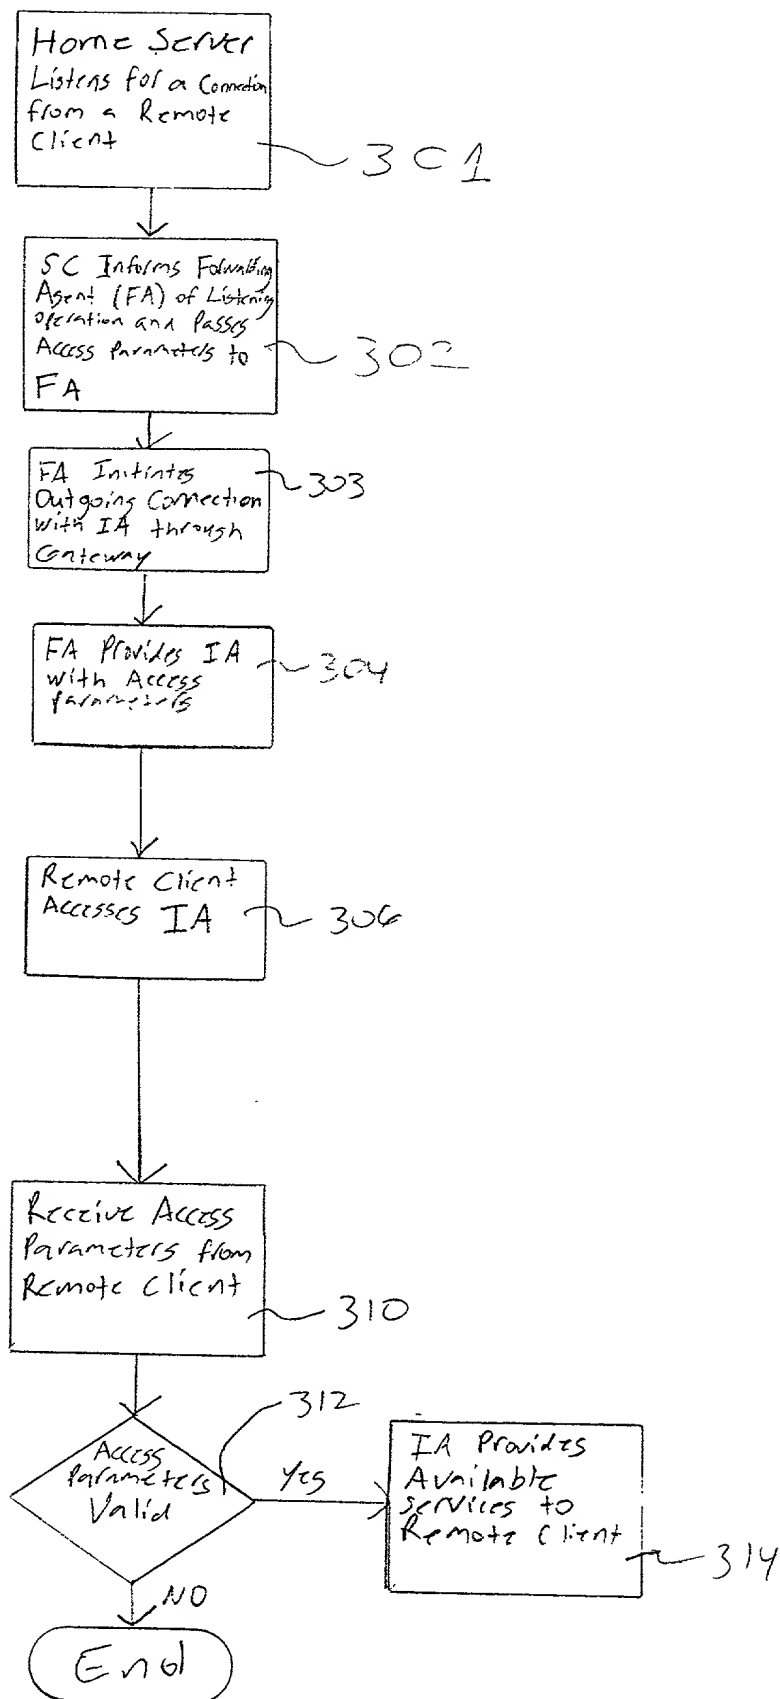 Home Server
Listens for a Connection
from a Remote
Client
301
SC Informs Forwarding
Agent (FA) of Listening
operation and Passes
Access Parameters to
FA
302
FA Initiates
Outgoing Connection
with IA through
Gateway
303
FA Provides IA
with Access
parameters
304
Remote Client
Accesses IA
306
Receive Access
Parameters from
Remote Client
310
312
Access
Parameters
Valid
Yes
IA Provides
Available
services to
Remote Client
314
NO
End